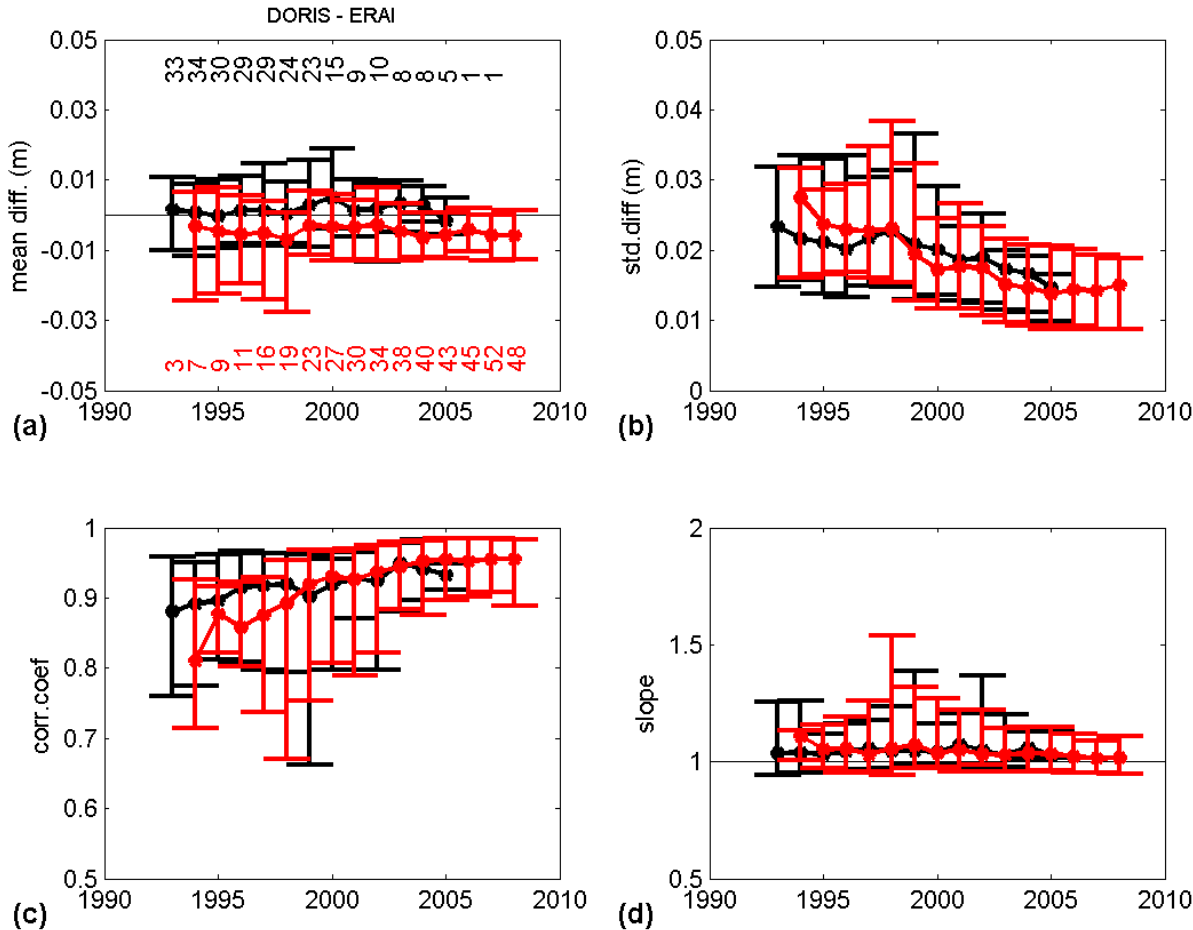 DORIS - ERAI
0.05
0.03
0.01
-0.01
-0.03
-0.05
mean diff. (m)
33 34 30 29 29 24 23 15 9 10 8 8 5 1 1
3 7 9 11 16 19 23 27 30 34 38 40 43 45 52 48
1990 1995 2000 2005 2010
(a)
0.05
0.04
0.03
0.02
0.01
0
std.diff (m)
1990 1995 2000 2005 2010
(b)
1
0.9
0.8
0.7
0.6
0.5
corr.coef
1990 1995 2000 2005 2010
(c)
2
1.5
1
0.5
slope
1990 1995 2000 2005 2010
(d)